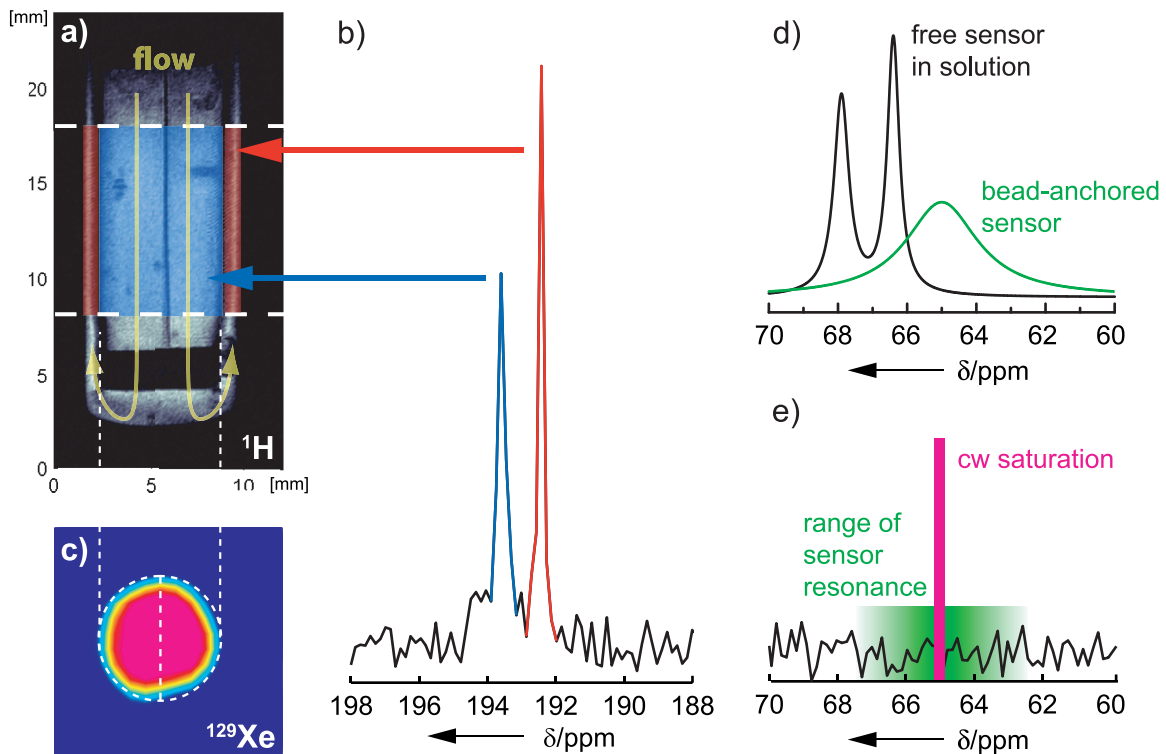 [mm]
a)
flow
20
15
10
5
0
¹H
0
5
10
[mm]
c)
¹²⁹Xe
b)
198
196
194
192
190
188
δ/ppm
d)
free sensor
in solution
bead-anchored
sensor
70
68
66
64
62
60
δ/ppm
e)
cw saturation
range of
sensor
resonance
70
68
66
64
62
60
δ/ppm